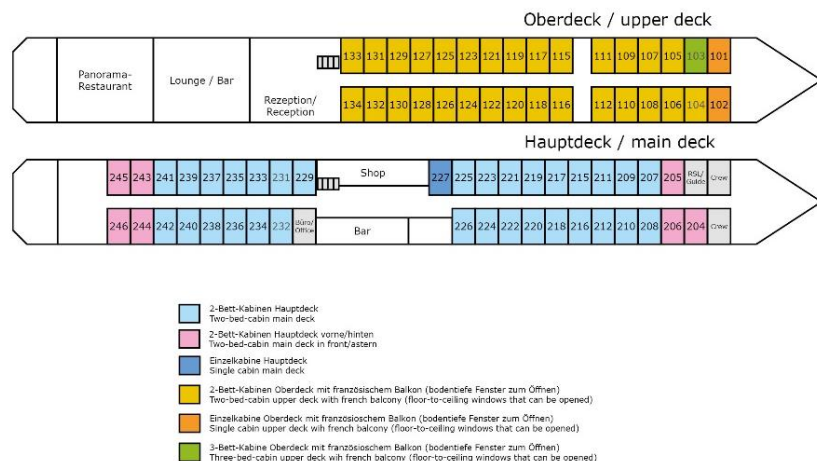 Oberdeck / upper deck
133 131 129 127 125 123 121 119 117 115 111 109 107 105 103 101
Panorama-
Restaurant
Lounge / Bar
Rezeption/
Reception
134 132 130 128 126 124 122 120 118 116 112 110 108 106 104 102
Hauptdeck / main deck
245 243 241 239 237 235 233 231 229 Shop 227 225 223 221 219 217 215 211 209 207 205 RSL/
Guide Crew
246 244 242 240 238 236 234 232 Büro/
Office Bar 226 224 222 220 218 216 212 210 208 206 204 Crew
2-Bett-Kabinen Hauptdeck
Two-bed-cabin main deck
2-Bett-Kabinen Hauptdeck vorne/hinten
Two-bed-cabin main deck in front/astern
Einzelkabine Hauptdeck
Single cabin main deck
2-Bett-Kabinen Oberdeck mit französischem Balkon (bodentiefe Fenster zum Öffnen)
Two-bed-cabin upper deck with french balcony (floor-to-ceiling windows that can be opened)
Einzelkabine Oberdeck mit französioschem Balkon (bodentiefe Fenster zum Öffnen)
Single cabin upper deck wih french balcony (floor-to-ceiling windows that can be opened)
3-Bett-Kabine Oberdeck mit französischem Balkon (bodentiefe Fenster zum Öffnen)
Three-bed-cabin upper deck wih french balcony (floor-to-ceiling windows that can be opened)